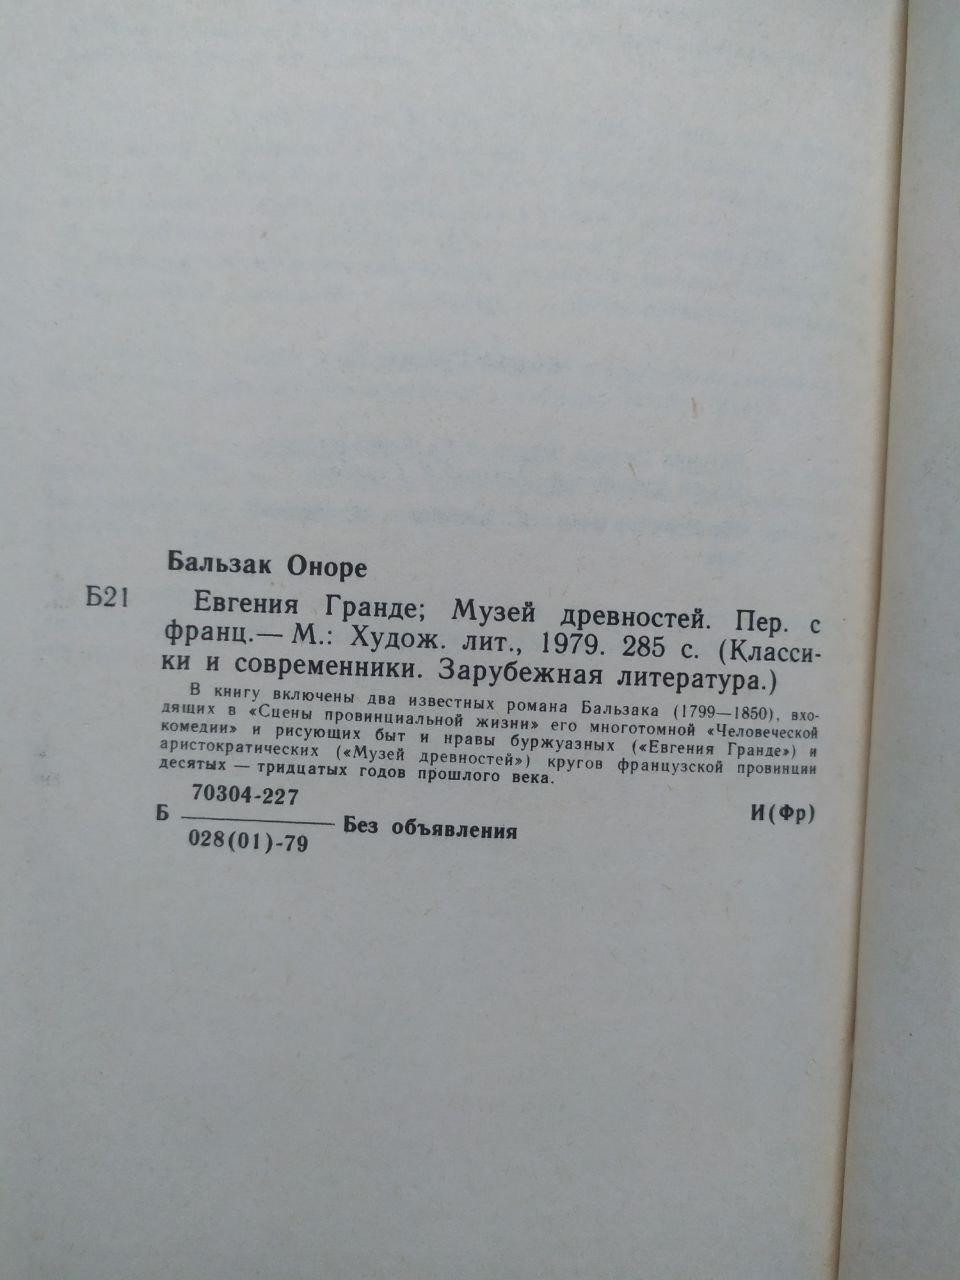 Бальзак Оноре
Б21
Евгения Гранде; Музей древностей. Пер. с
франц.— М.: Худож. лит., 1979. 285 с. (Класси-
ки и современники. Зарубежная литература.)
В книгу включены два известных романа Бальзака (1799—1850), вхо-
дящих в «Сцены провинциальной жизни» его многотомной «Человеческой
комедии» и рисующих быт и нравы буржуазных («Евгения Гранде») и
аристократических («Музей древностей») кругов французской провинции
десятых — тридцатых годов прошлого века.
70304-227
Б ——— Без объявления И(Фр)
028(01)-79